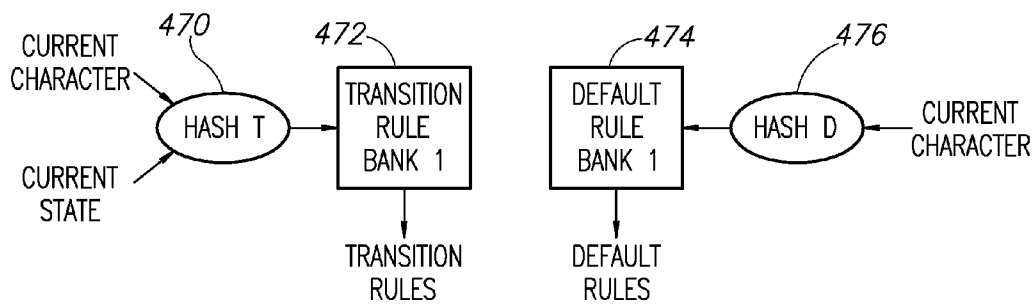 470
472
474
476
CURRENT
CHARACTER
HASH T
TRANSITION
RULE
BANK 1
DEFAULT
RULE
BANK 1
HASH D
CURRENT
CHARACTER
CURRENT
STATE
TRANSITION
RULES
DEFAULT
RULES